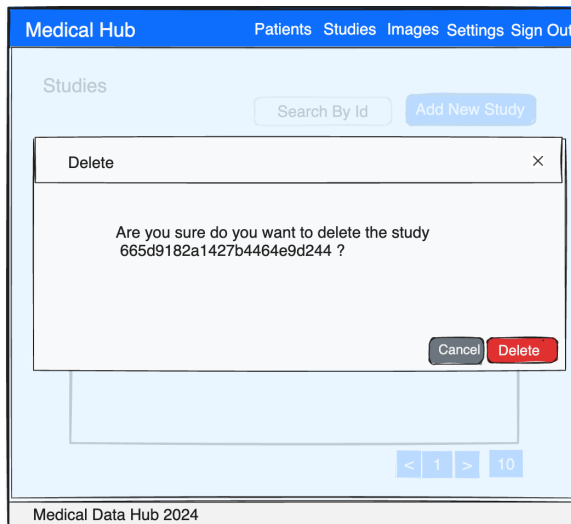 Medical Hub Patients Studies Images Settings Sign Out
Studies
Search By Id Add New Study
Delete ×
Are you sure do you want to delete the study
665d9182a1427b4464e9d244 ?
Cancel Delete
< 1 > 10
Medical Data Hub 2024